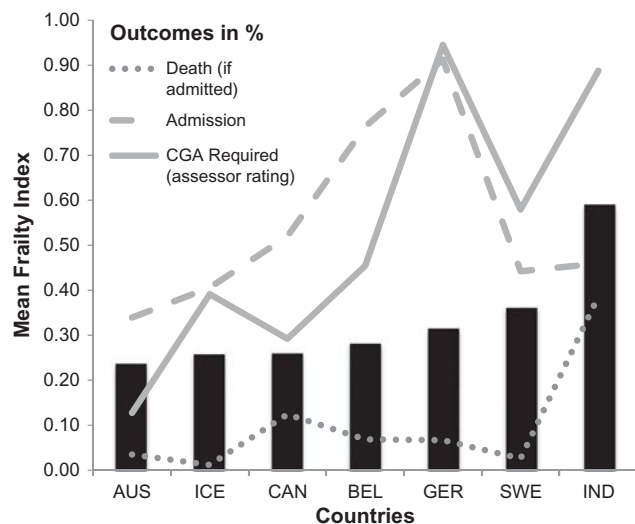 1.00
0.90
0.80
0.70
0.60
0.50
0.40
0.30
0.20
0.10
0.00
Mean Frailty Index
Outcomes in %
Death (if
admitted)
Admission
CGA Required
(assessor rating)
AUS ICE CAN BEL GER SWE IND
Countries